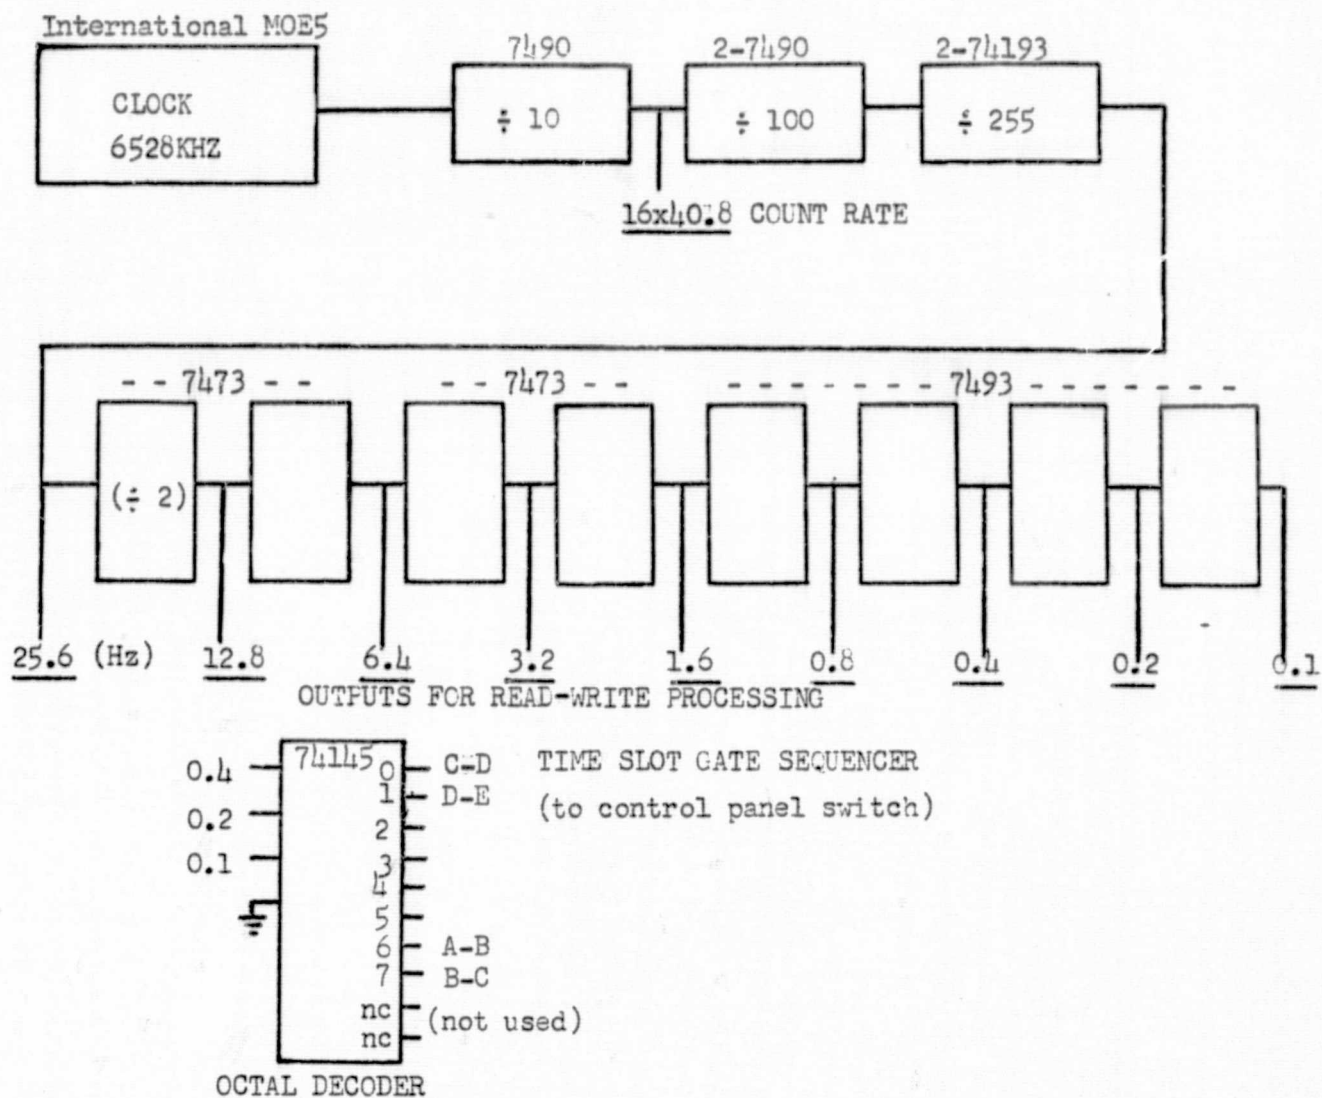 International MOE5
7490 2-7490 2-74193
CLOCK
6528KHZ
÷ 10 ÷ 100 ÷ 255
16x40.8 COUNT RATE
- - 7473 - - - - 7473 - - - - - - - - - 7493 - - - - - - -
(÷ 2)
25.6 (Hz) 12.8 6.4 3.2 1.6 0.8 0.4 0.2 0.1
OUTPUTS FOR READ-WRITE PROCESSING
74145
0.4 0 C-D TIME SLOT GATE SEQUENCER
1 D-E (to control panel switch)
0.2 2
0.1 3
4
5
6 A-B
7 B-C
nc (not used)
nc
OCTAL DECODER